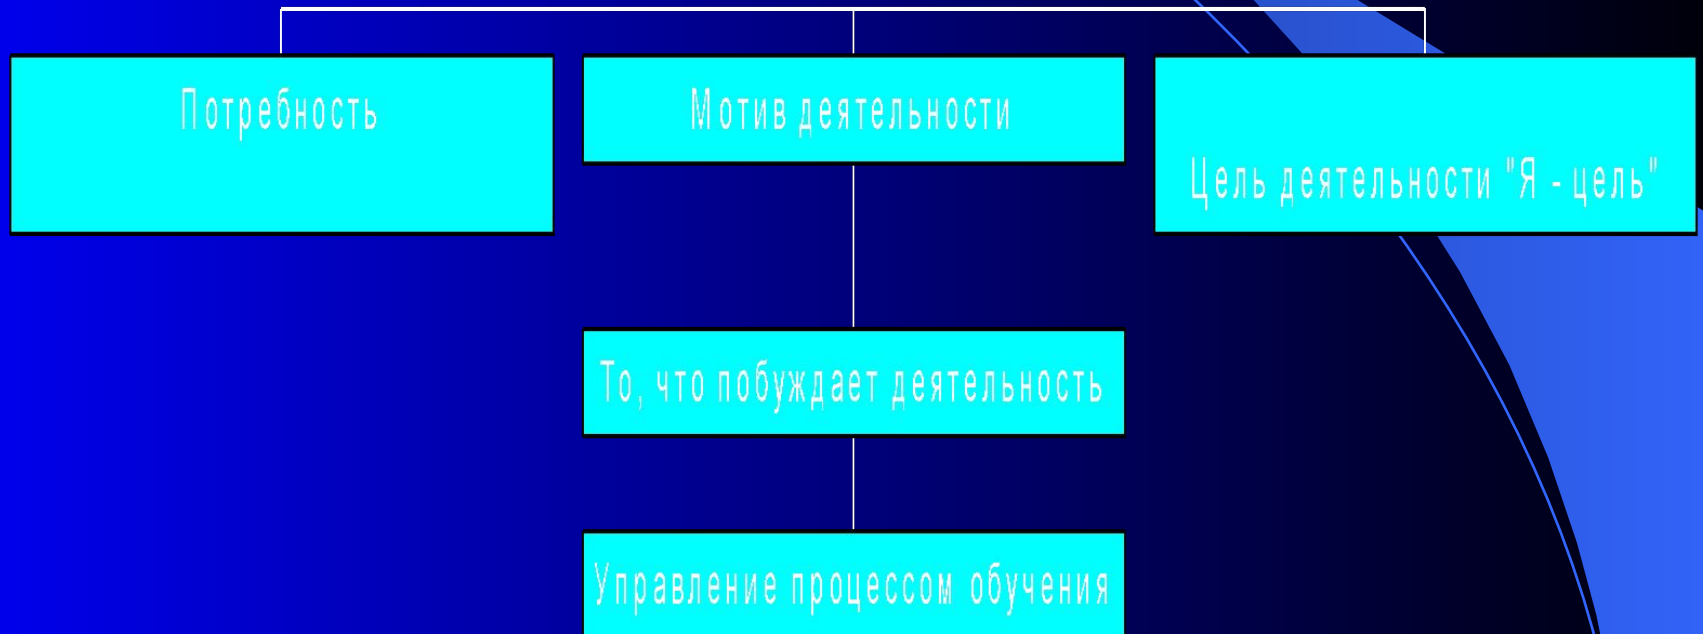 Потребность
Мотив деятельности
Цель деятельности "Я - цель"
То, что побуждает деятельность
Управление процессом обучения